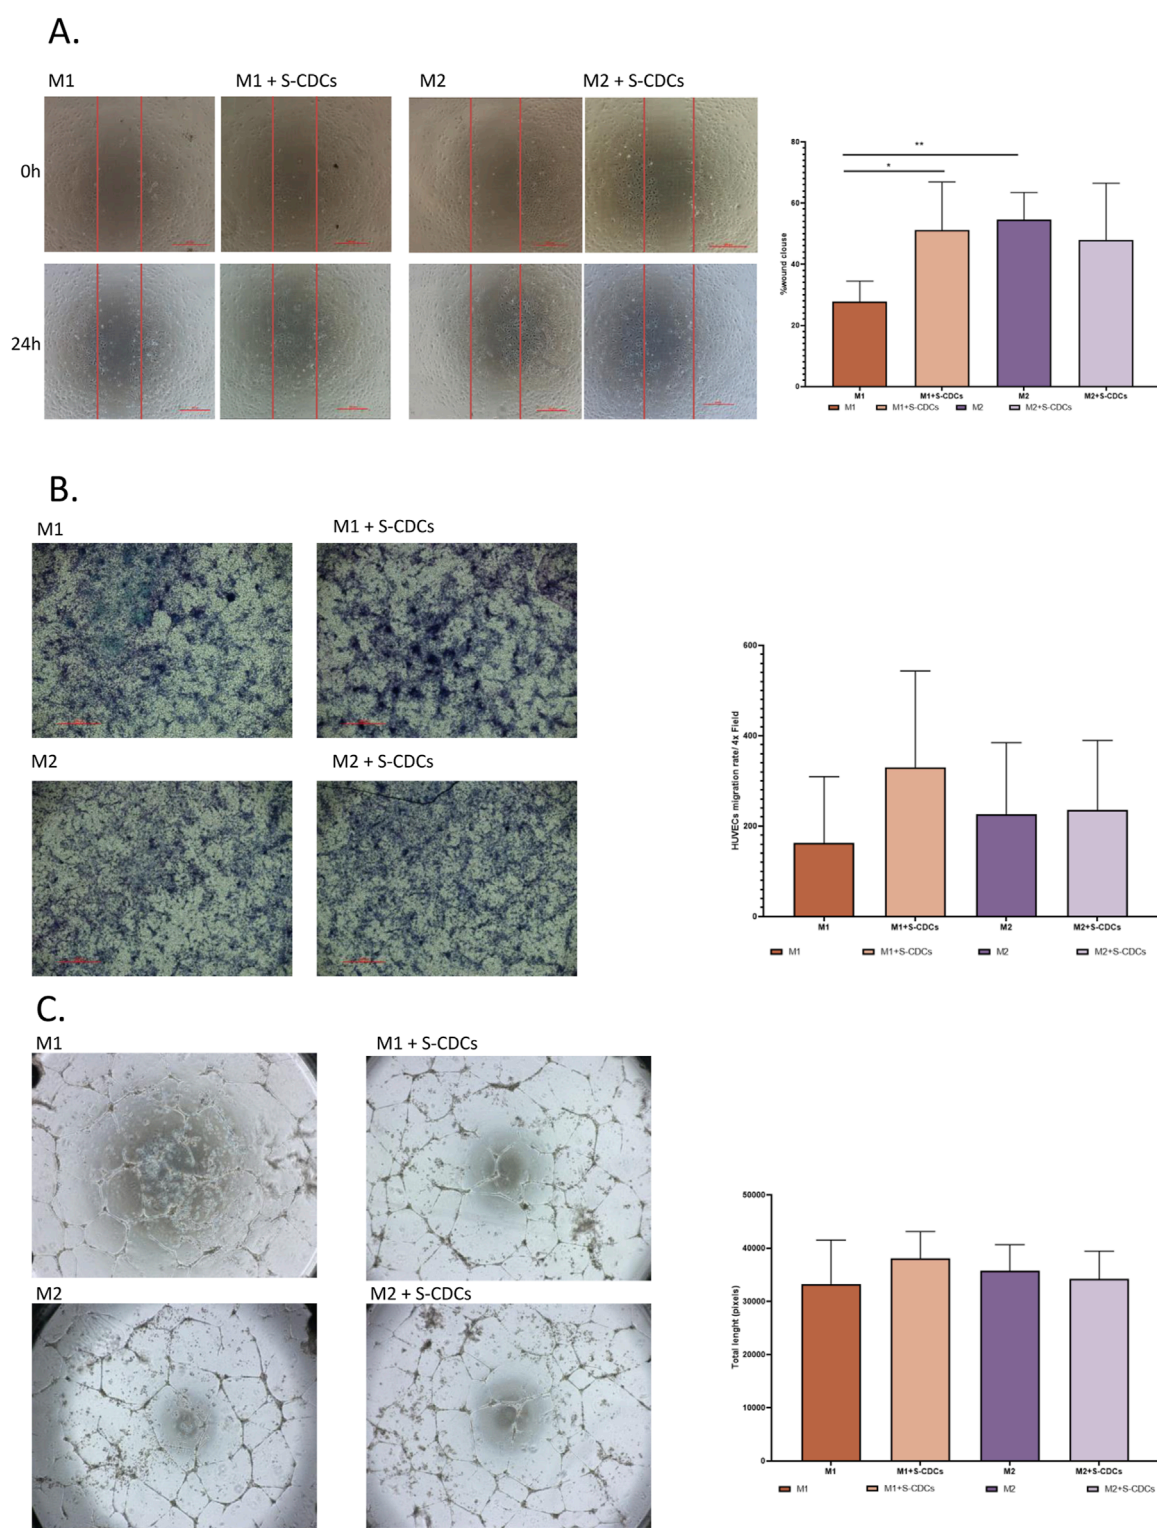 A.
M1
M1 + S-CDCs
M2
M2 + S-CDCs
0h
24h
%wound clouse
80
60
40
20
0
**
*
M1
M1+S-CDCs
M2
M2+S-CDCs
M1
M1+S-CDCs
M2
M2+S-CDCs
B.
M1
M1 + S-CDCs
M2
M2 + S-CDCs
HUVECs migration rate/ 4x Field
600
400
200
0
M1
M1+S-CDCs
M2
M2+S-CDCs
M1
M1+S-CDCs
M2
M2+S-CDCs
C.
M1
M1 + S-CDCs
M2
M2 + S-CDCs
Total lenght (pixels)
50000
40000
30000
20000
10000
0
M1
M1+S-CDCs
M2
M2+S-CDCs
M1
M1+S-CDCs
M2
M2+S-CDCs